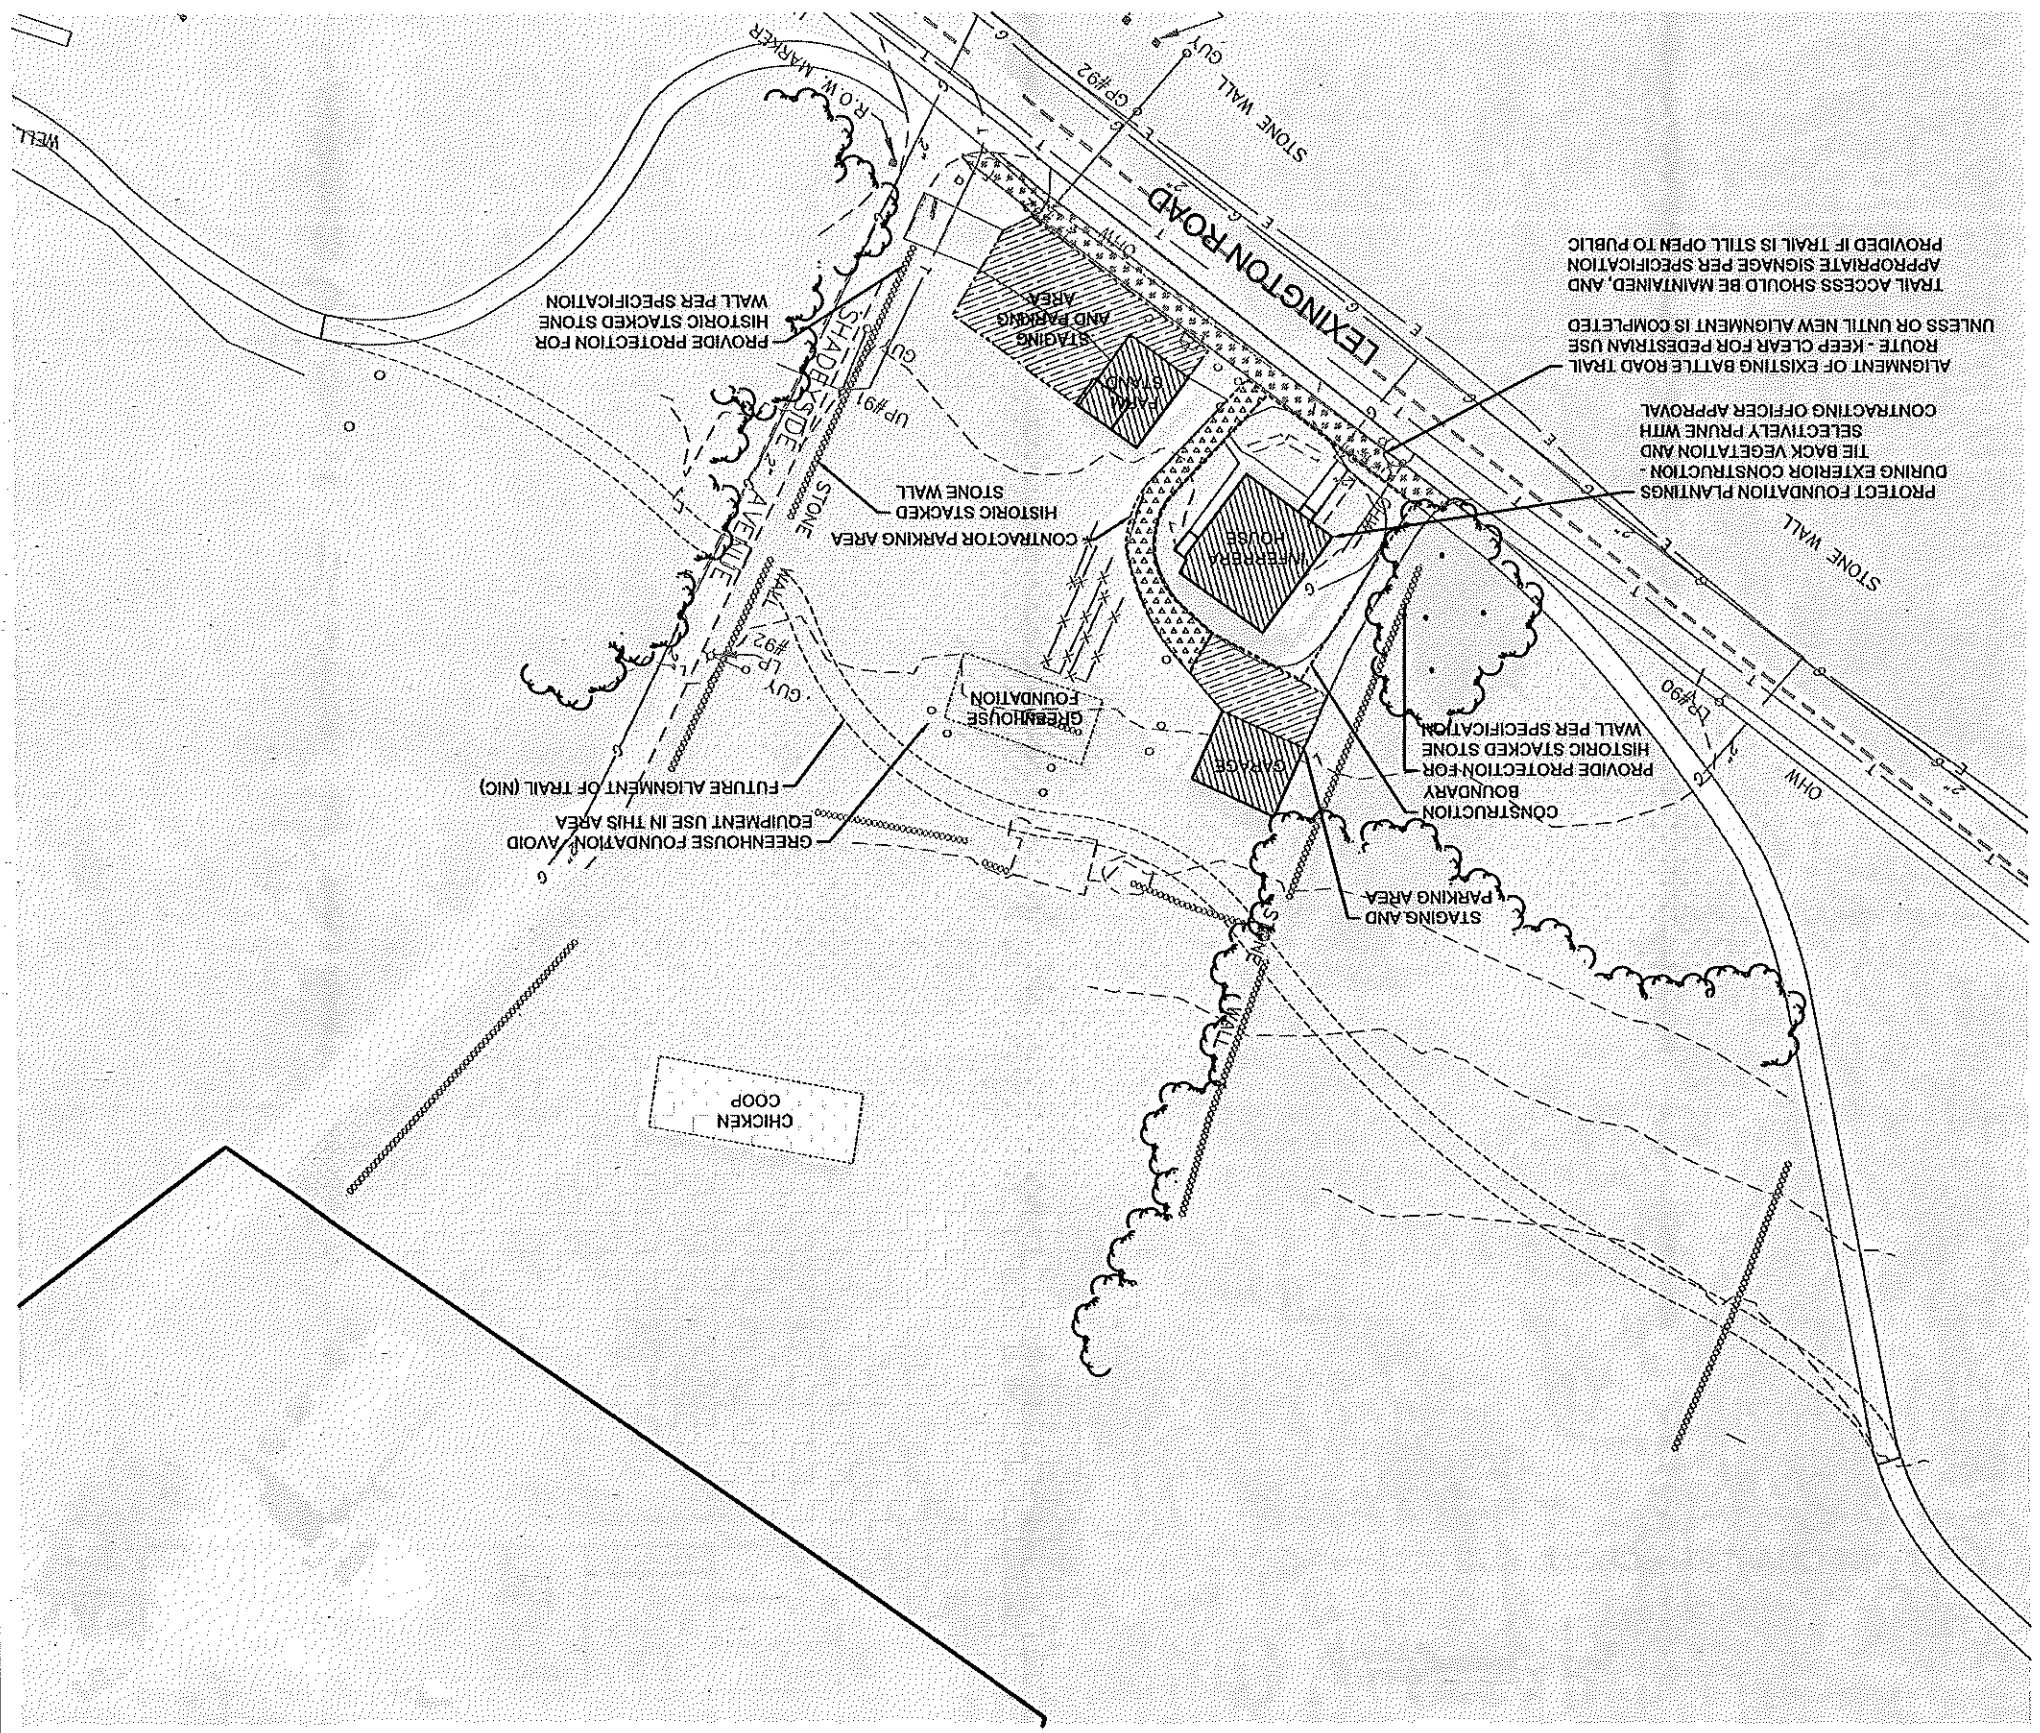 CHICKEN
COOP
WALL
STONE
STAGING AND
PARKING AREA
GREENHOUSE FOUNDATION, AVOID
EQUIPMENT USE IN THIS AREA
FUTURE ALIGNMENT OF TRAIL (NIC)
CONSTRUCTION
BOUNDARY
PROVIDE PROTECTION FOR
HISTORIC STACKED STONE
WALL PER SPECIFICATION
OHW
LR#90
GARAGE
GREENHOUSE
FOUNDATION
GUY
LP
#92
WALL
STONE WALL
INFERRERA
HOUSE
OHW
CONTRACTOR PARKING AREA
HISTORIC STACKED
STONE WALL
STONE
SHADE SIDE AVENUE
PROTECT FOUNDATION PLANTINGS
DURING EXTERIOR CONSTRUCTION -
TIE BACK VEGETATION AND
SELECTIVELY PRUNE WITH
CONTRACTING OFFICER APPROVAL
ALIGNMENT OF EXISTING BATTLE ROAD TRAIL
ROUTE - KEEP CLEAR FOR PEDESTRIAN USE
UNLESS OR UNTIL NEW ALIGNMENT IS COMPLETED
TRAIL ACCESS SHOULD BE MAINTAINED, AND
APPROPRIATE SIGNAGE PER SPECIFICATION
PROVIDED IF TRAIL IS STILL OPEN TO PUBLIC
FARM
STAND
UP#91
GUY
STAGING
AND PARKING
AREA
PROVIDE PROTECTION FOR
HISTORIC STACKED STONE
WALL PER SPECIFICATION
LEXINGTON ROAD
OHW
STONE WALL
GP#92
GUY
R.O.W. MARKER
WELL